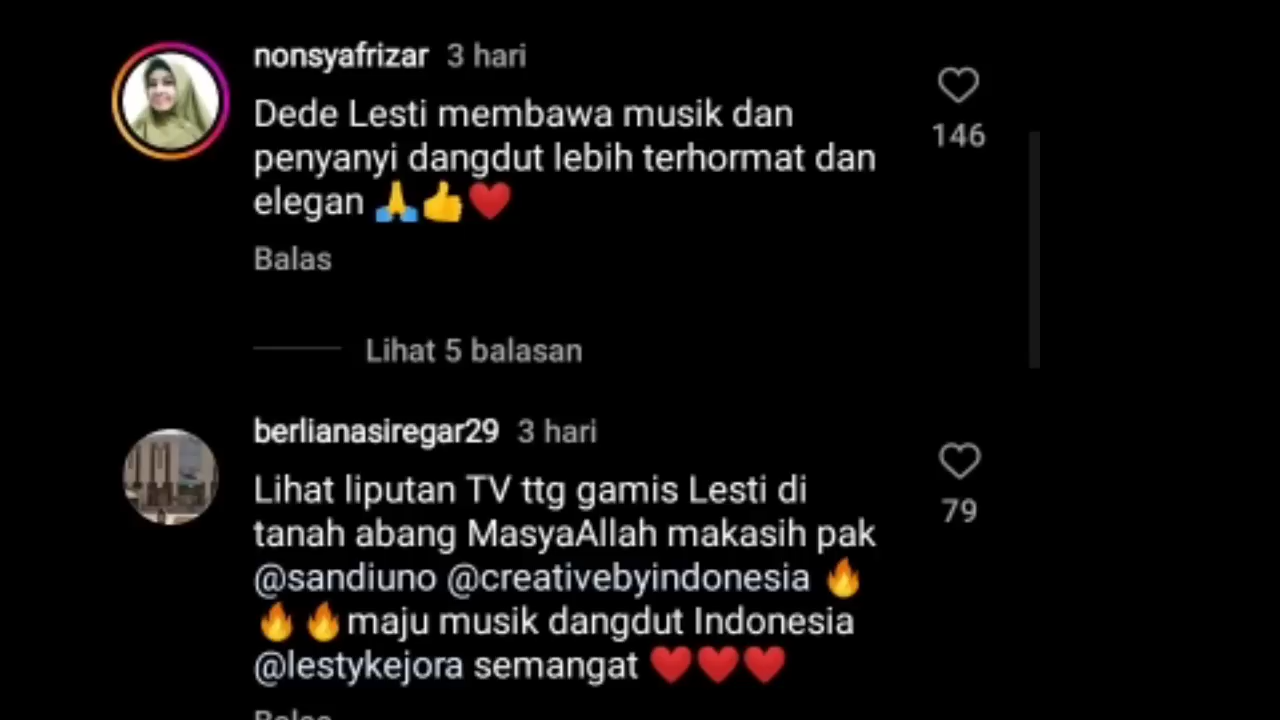 nonsyafrizar 3 hari
Dede Lesti membawa musik dan
penyanyi dangdut lebih terhormat dan
elegan 🙏👍❤️
146
Balas
Lihat 5 balasan
berlianasiregar29 3 hari
Lihat liputan TV ttg gamis Lesti di
tanah abang MasyaAllah makasih pak
@sandiuno @creativebyindonesia 🔥
🔥🔥maju musik dangdut Indonesia
@lestykejora semangat ❤️❤️❤️
79
Balas